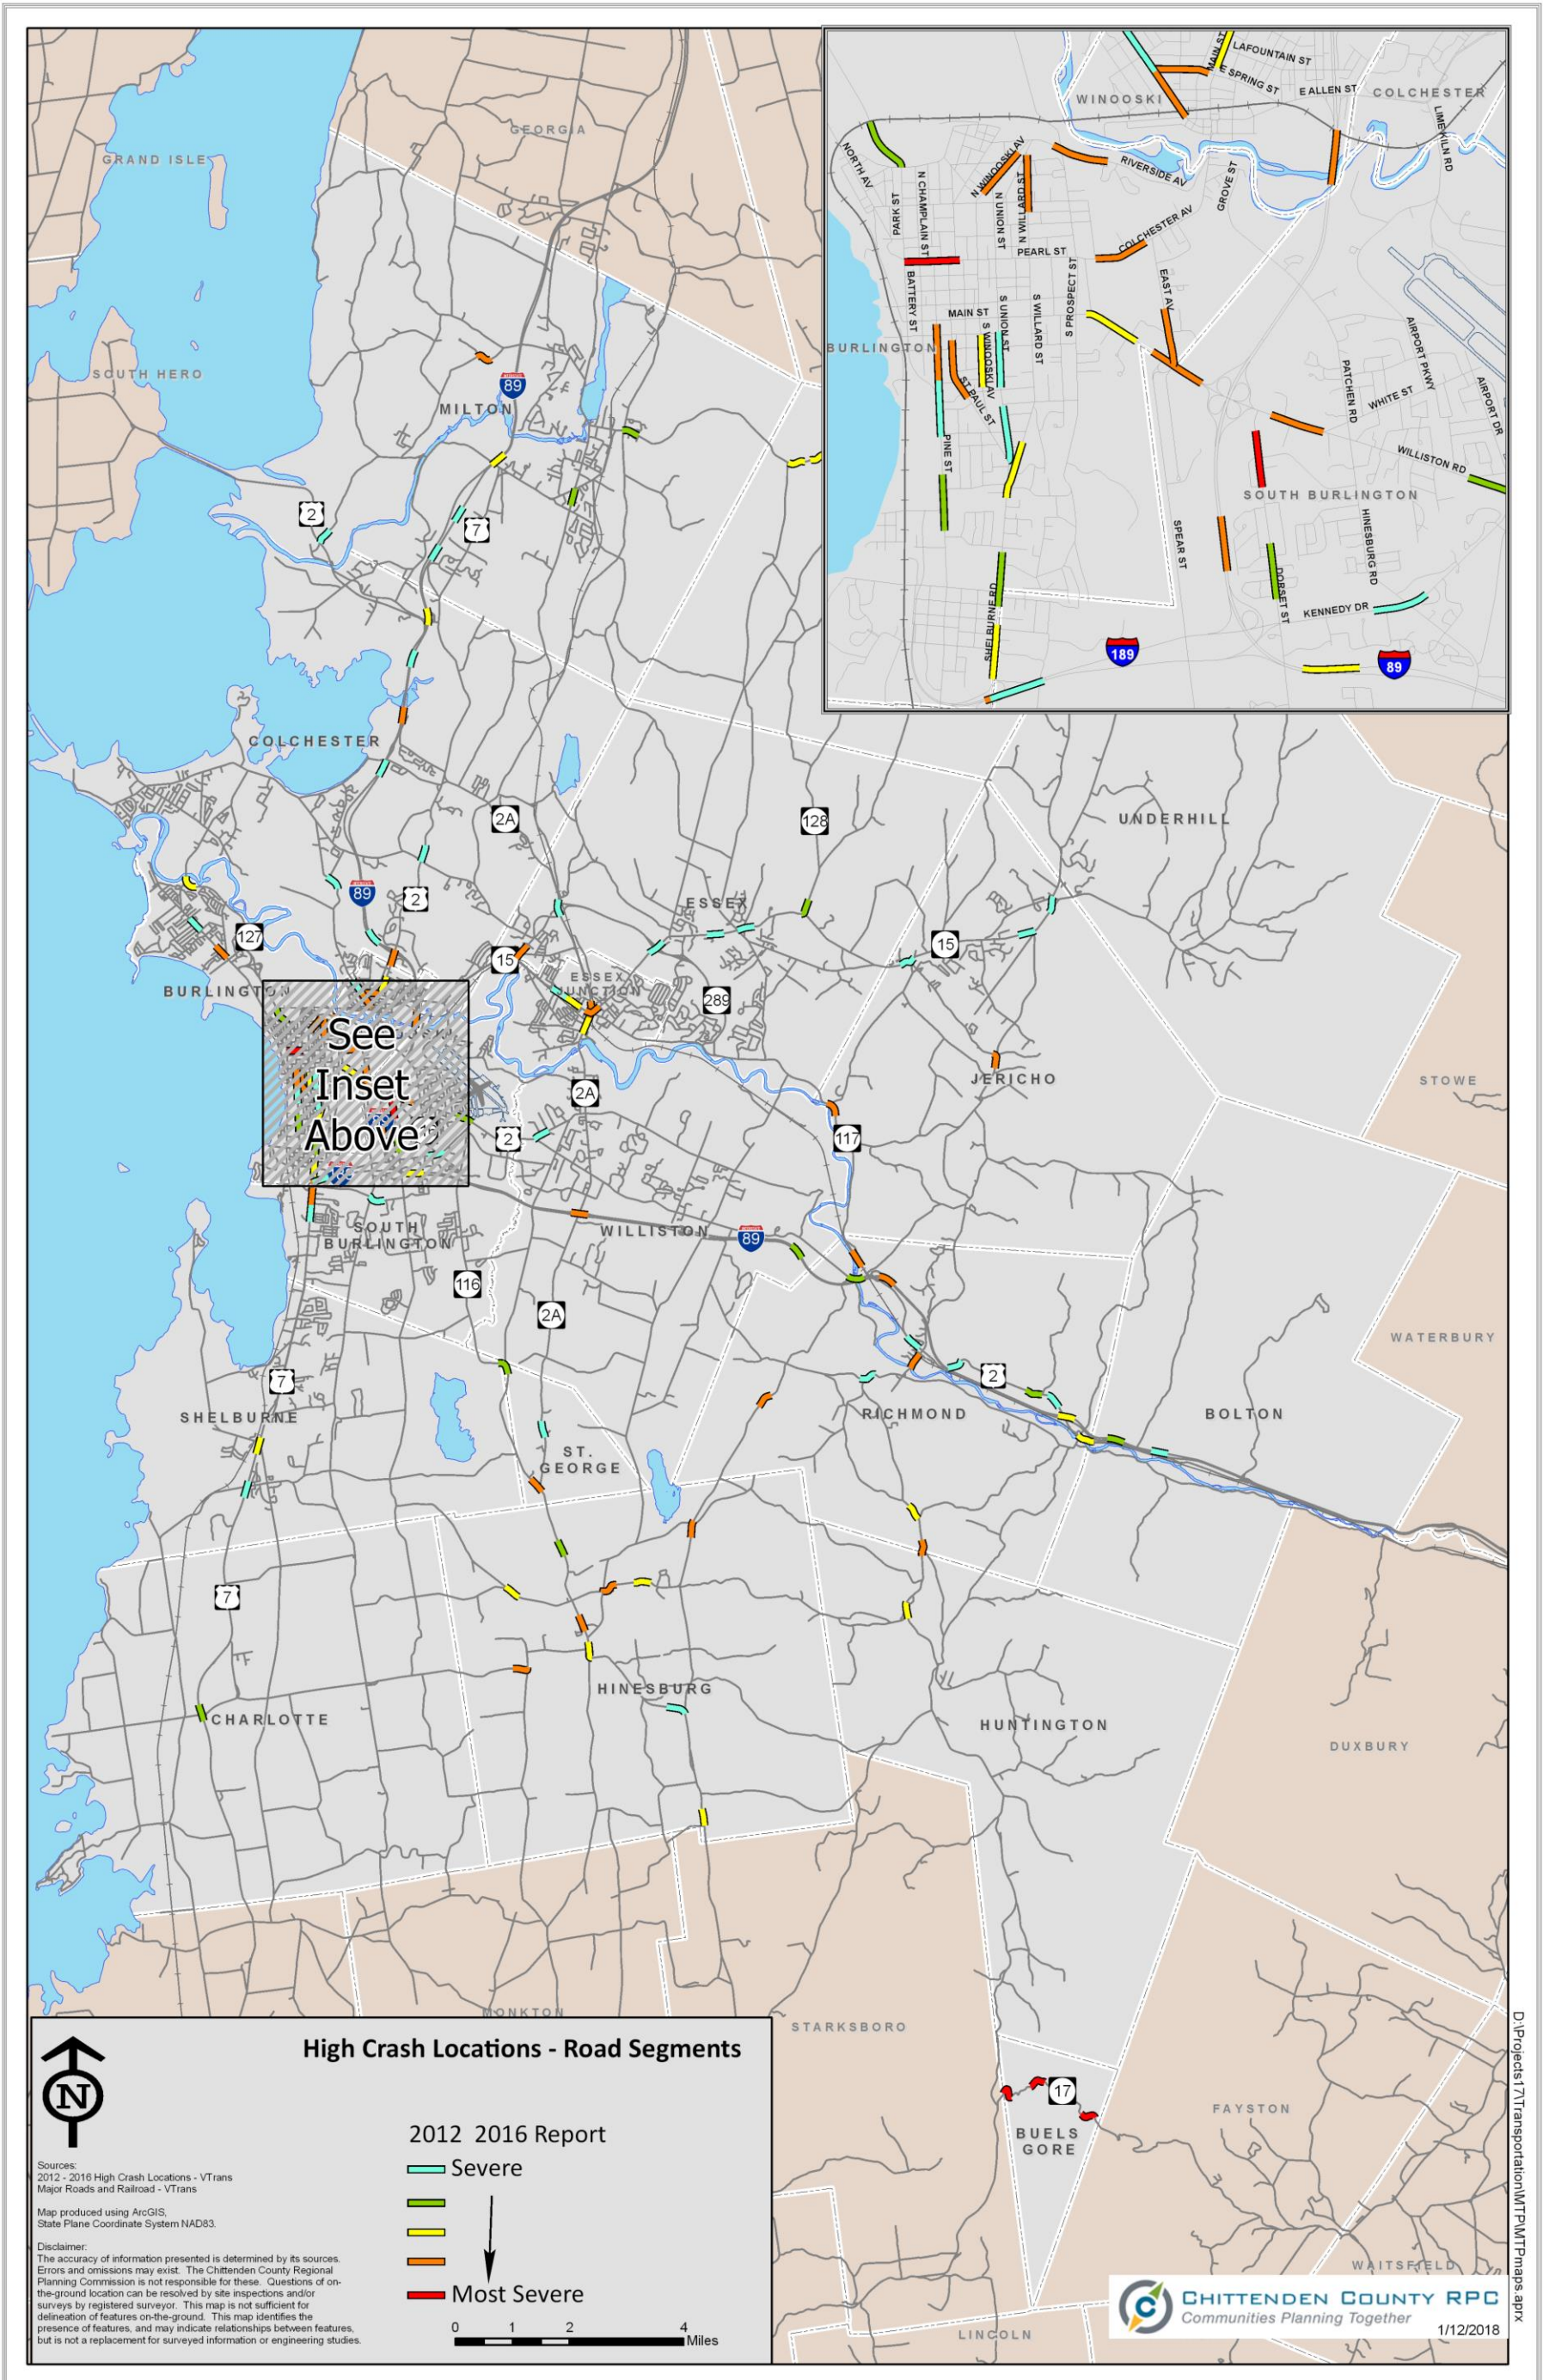 GEORGIA
GRAND ISLE
SOUTH HERO
MILTON
89
2
7
COLCHESTER
2A
128
UNDERHILL
89
2
127
15
ESSEX
15
ESSEX
JUNCTION
289
BURLINGTON
See
Inset
Above
JERICHO
STOWE
2A
2
117
SOUTH
BURLINGTON
WILLISTON
89
116
2A
WATERBURY
7
2
SHELBURNE
RICHMOND
BOLTON
ST.
GEORGE
7
HINESBURG
CHARLOTTE
HUNTINGTON
DUXBURY
MONKTON
STARKSBORO
17
BUELS
GORE
FAYSTON
WAITSFIELD
LINCOLN
MAIN ST
LAFOUNTAIN ST
E SPRING ST
E ALLEN ST
COLCHESTER
WINOOSKI
LIME KILN RD
NORTH AV
N WINOOSKI AV
RIVERSIDE AV
GROVE ST
PARK ST
N CHAMPLAIN ST
N UNION ST
N WILLARD ST
COLCHESTER AV
PEARL ST
BATTERY ST
S PROSPECT ST
EAST AV
MAIN ST
S WINOOSKI AV
S UNION ST
S WILLARD ST
BURLINGTON
AIRPORT PKWY
PATCHEN RD
WHITE ST
AIRPORT DR
ST PAUL ST
PINE ST
WILLISTON RD
SOUTH BURLINGTON
SPEAR ST
HINESBURG RD
DORSET ST
SHELBURNE RD
KENNEDY DR
189
89
High Crash Locations - Road Segments
N
2012 2016 Report
Severe
Most Severe
Sources:
2012 - 2016 High Crash Locations - VTrans
Major Roads and Railroad - VTrans
Map produced using ArcGIS,
State Plane Coordinate System NAD83.
Disclaimer:
The accuracy of information presented is determined by its sources.
Errors and omissions may exist. The Chittenden County Regional
Planning Commission is not responsible for these. Questions of on-
the-ground location can be resolved by site inspections and/or
surveys by registered surveyor. This map is not sufficient for
delineation of features on-the-ground. This map identifies the
presence of features, and may indicate relationships between features,
but is not a replacement for surveyed information or engineering studies.
0 1 2 4
Miles
C
CHITTENDEN COUNTY RPC
Communities Planning Together
1/12/2018
D:\Projects17\Transportation\MTP\MTPmaps.aprx